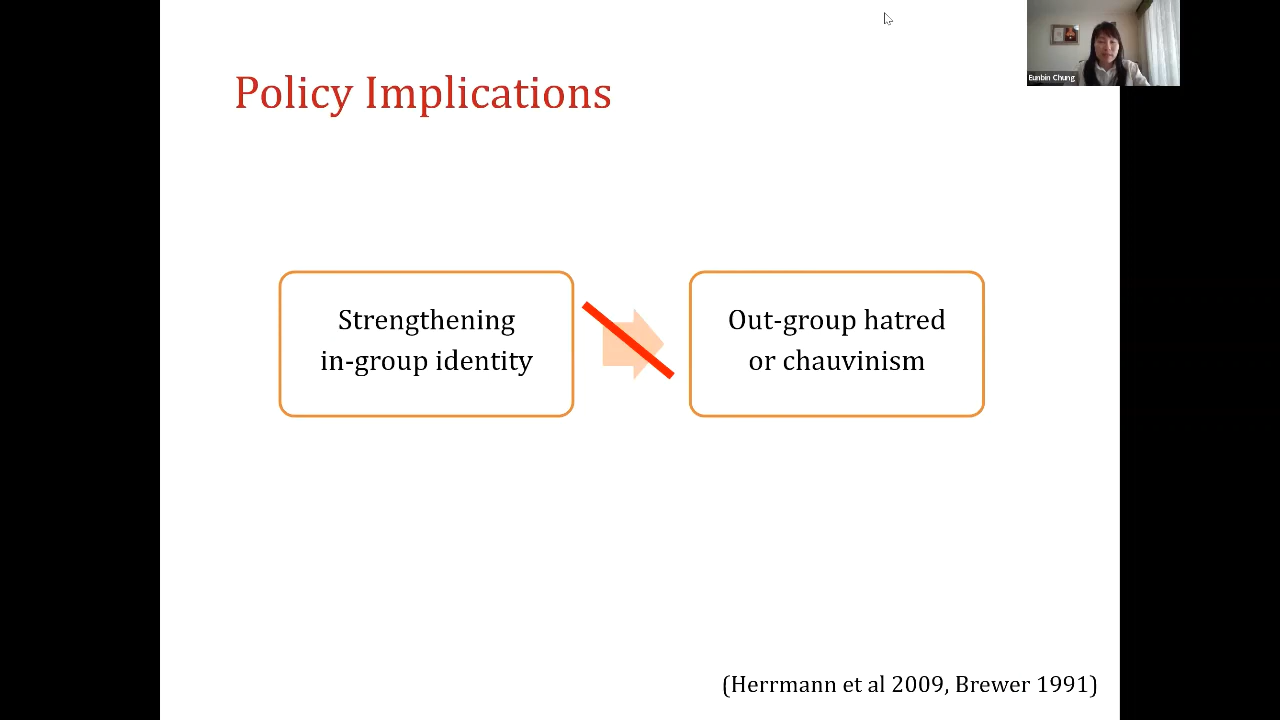 Eunbin Chung
Policy Implications
Strengthening
in-group identity
Out-group hatred
or chauvinism
(Herrmann et al 2009, Brewer 1991)